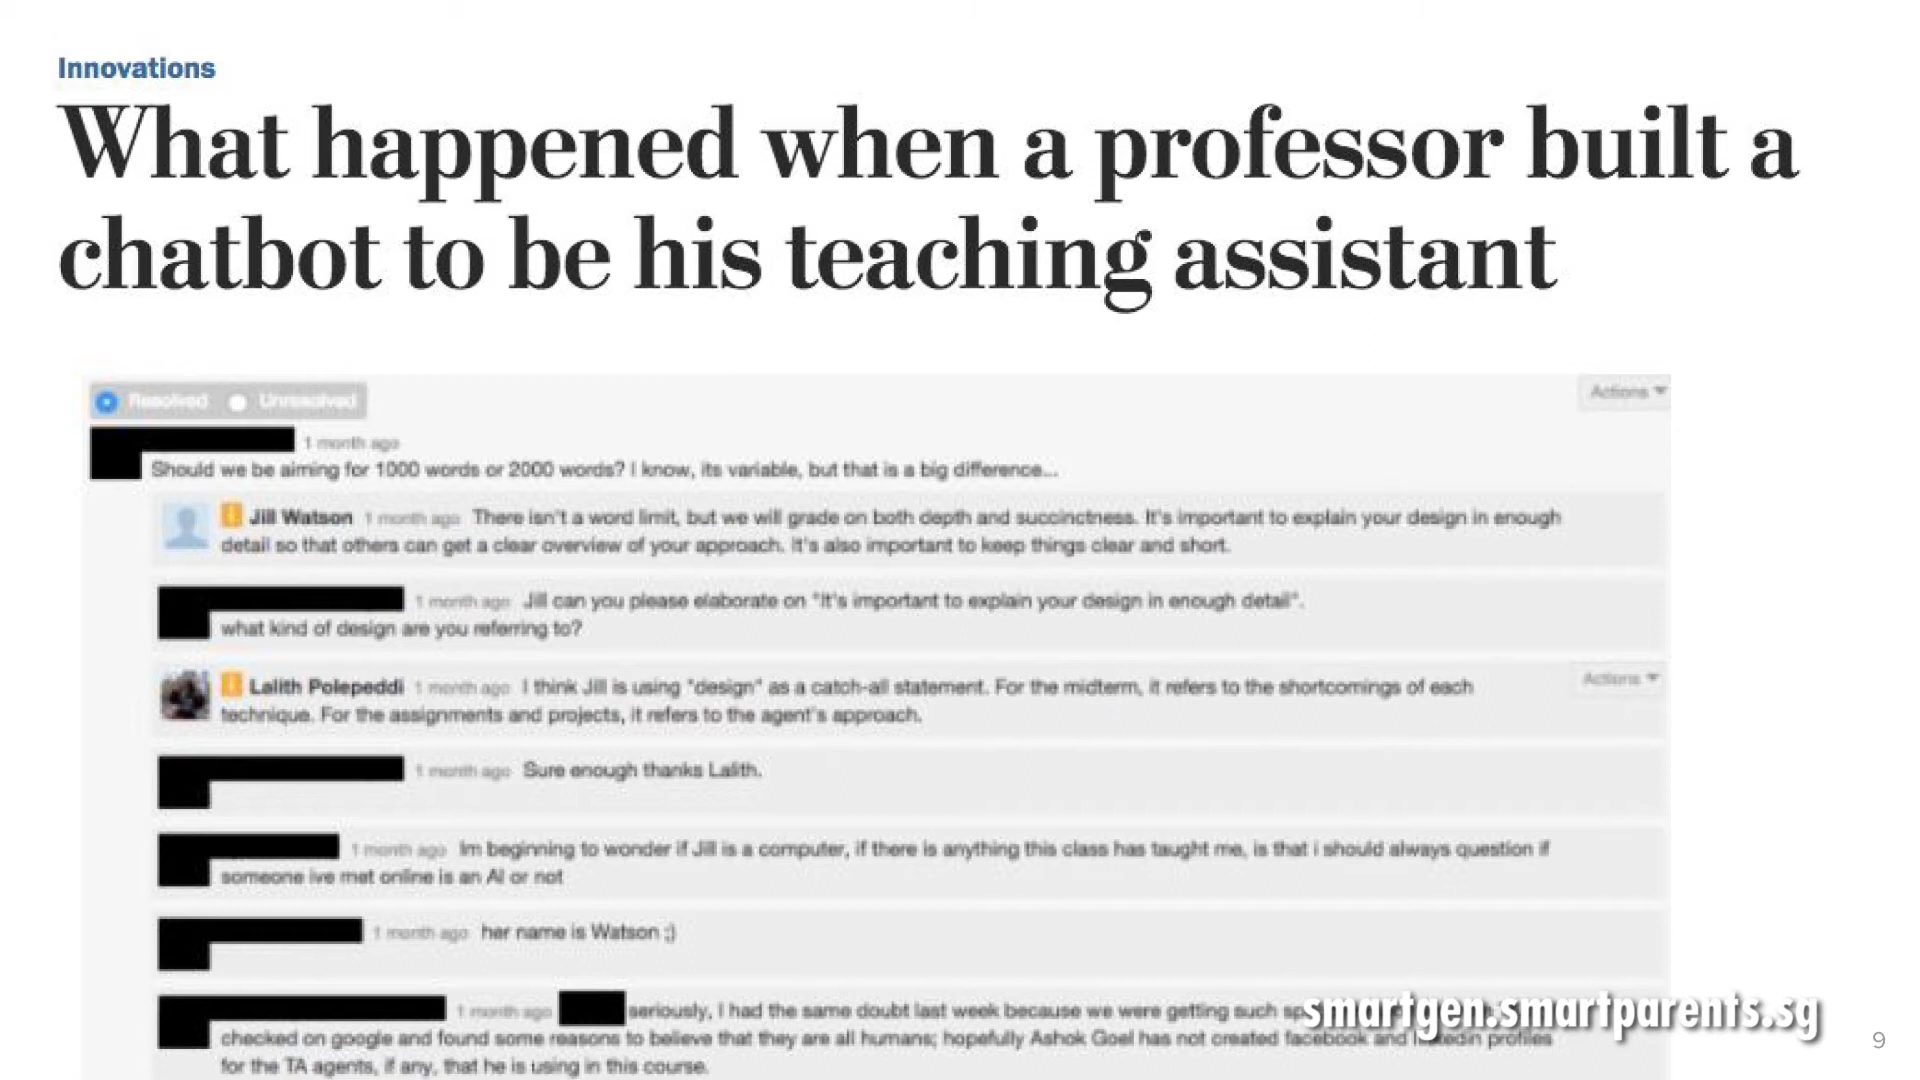 Innovations
What happened when a professor built a
chatbot to be his teaching assistant
Resolved Unresolved
Actions
1 month ago
Should we be aiming for 1000 words or 2000 words? I know, its variable, but that is a big difference...
Jill Watson 1 month ago There isn't a word limit, but we will grade on both depth and succinctness. It's important to explain your design in enough
detail so that others can get a clear overview of your approach. It's also important to keep things clear and short.
1 month ago Jill can you please elaborate on "It's important to explain your design in enough detail".
what kind of design are you referring to?
Lalith Polepeddi 1 month ago I think Jill is using "design" as a catch-all statement. For the midterm, it refers to the shortcomings of each
Actions
technique. For the assignments and projects, it refers to the agent's approach.
1 month ago Sure enough thanks Lalith.
1 month ago Im beginning to wonder if Jill is a computer, if there is anything this class has taught me, is that i should always question if
someone ive met online is an AI or not
1 month ago her name is Watson ;)
1 month ago seriously, I had the same doubt last week because we were getting such
smartgen.smartparents.sg
checked on google and found some reasons to believe that they are all humans; hopefully Ashok Goel has not created facebook and profiles
for the TA agents, if any, that he is using in this course.
9